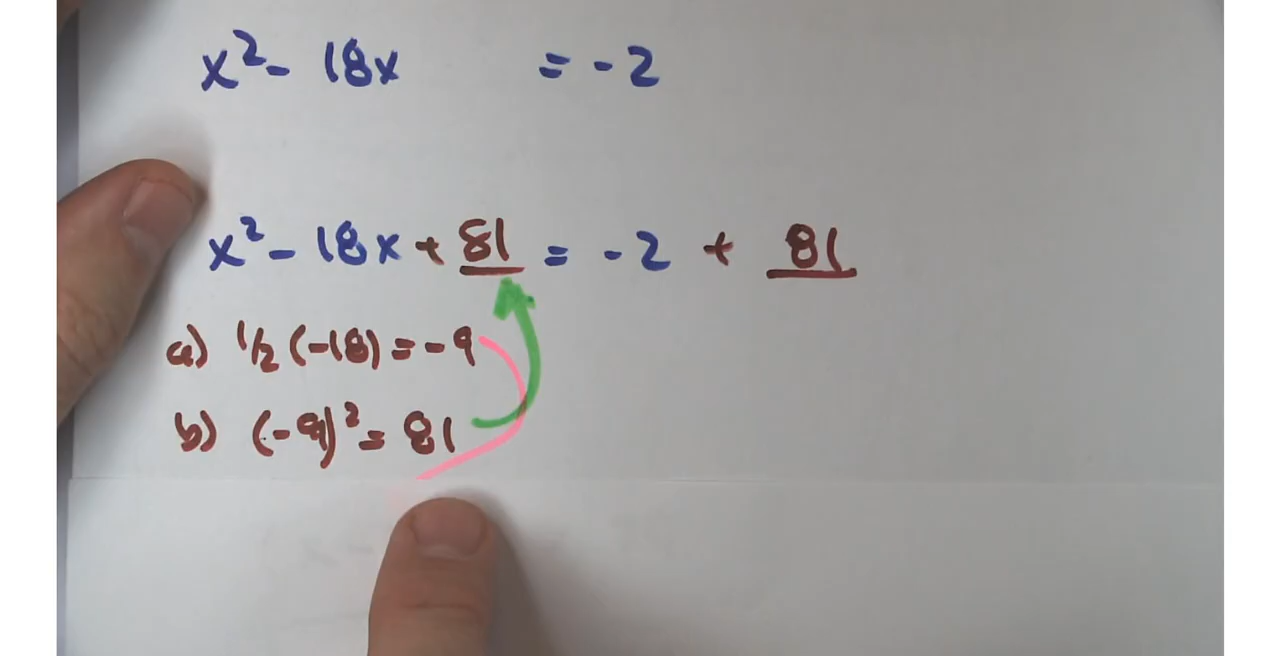 x² - 18x = -2
x² - 18x + 81 = -2 + 81
a) 1/2 (-18) = -9
b) (-9)² = 81